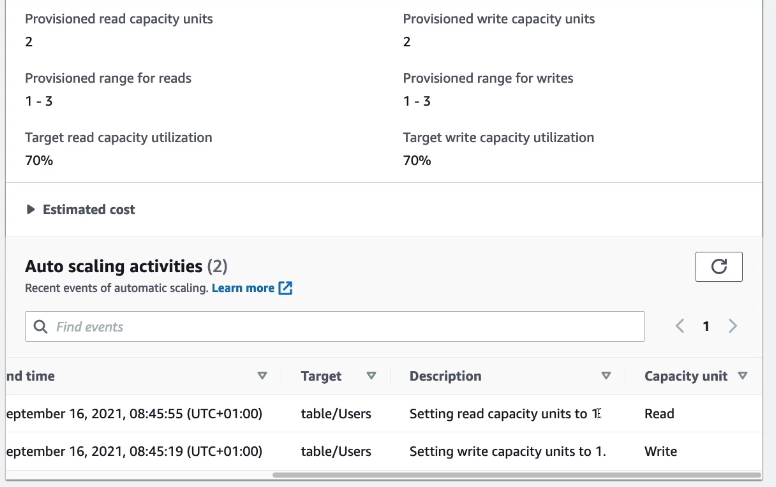 Provisioned read capacity units Provisioned write capacity units
2 2
Provisioned range for reads Provisioned range for writes
1 - 3 1 - 3
Target read capacity utilization Target write capacity utilization
70% 70%
Estimated cost
Auto scaling activities (2)
Recent events of automatic scaling. Learn more
Find events
1
nd time Target Description Capacity unit
eptember 16, 2021, 08:45:55 (UTC+01:00) table/Users Setting read capacity units to 1. Read
eptember 16, 2021, 08:45:19 (UTC+01:00) table/Users Setting write capacity units to 1. Write